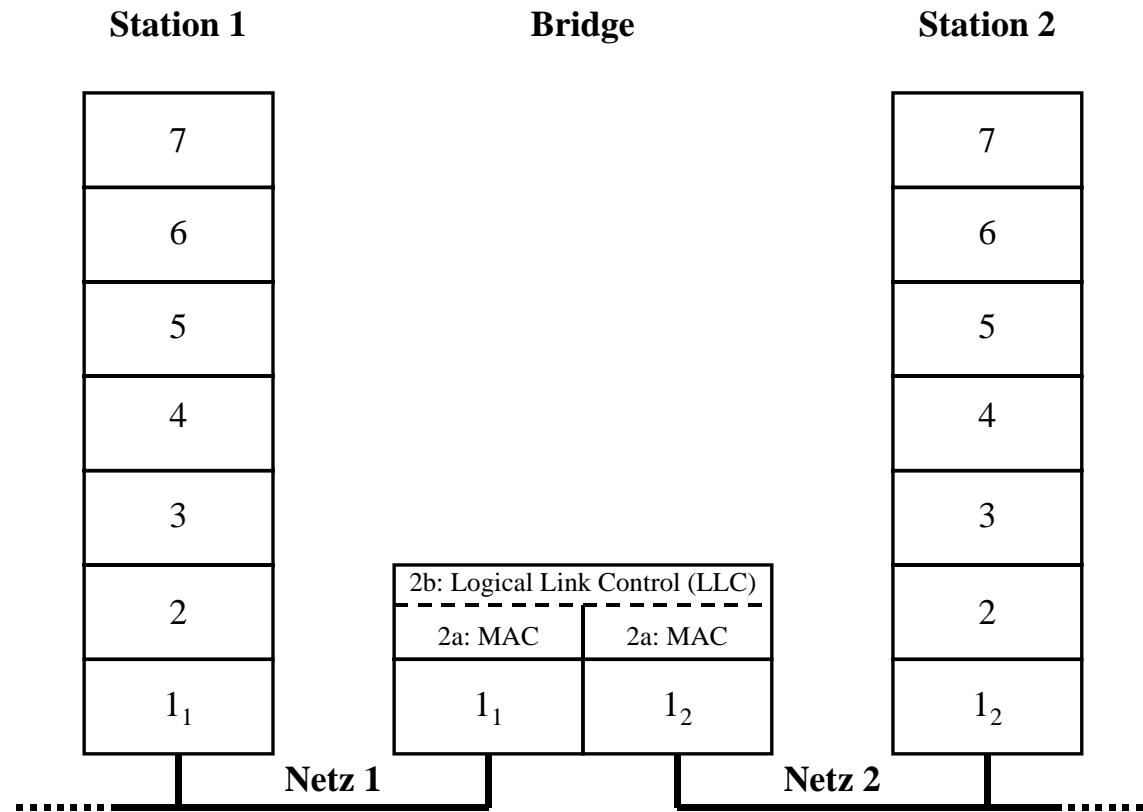 Station 1 Bridge Station 2
7 7
6 6
5 5
4 4
3 3
2b: Logical Link Control (LLC)
2 2a: MAC 2a: MAC 2
1₁ 1₁ 1₂ 1₂
Netz 1 Netz 2